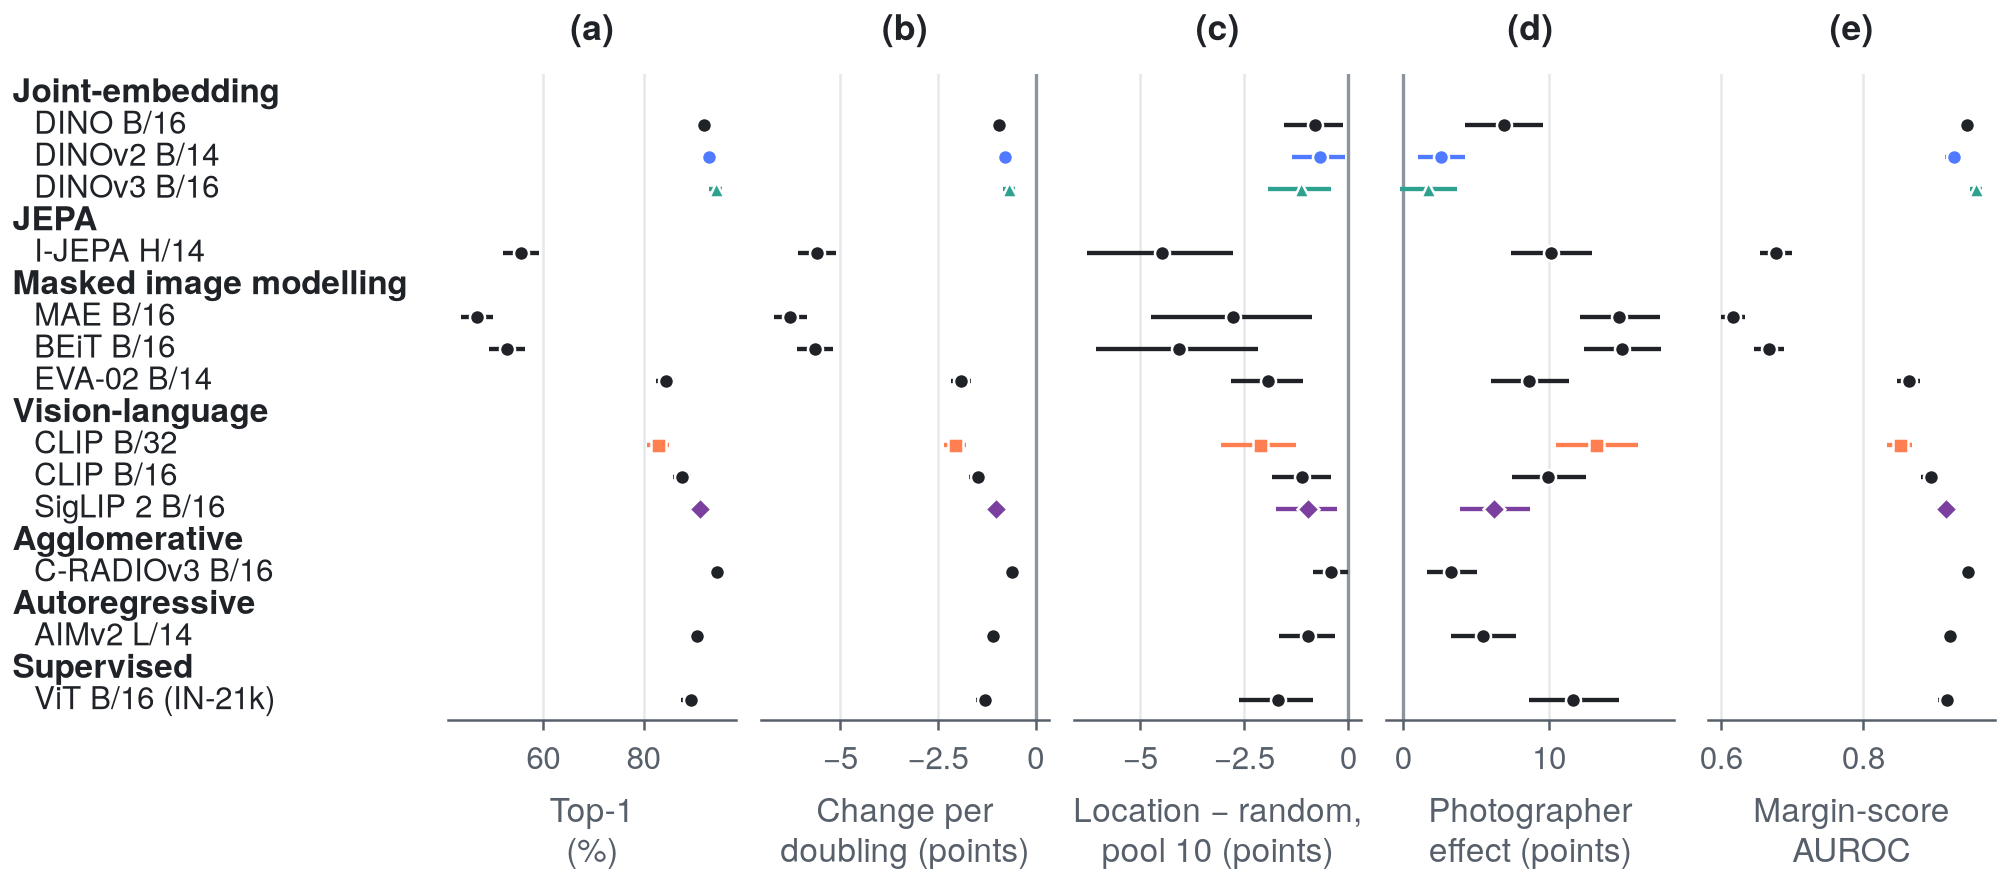 (a) (b) (c) (d) (e)
Joint-embedding
DINO B/16
DINOv2 B/14
DINOv3 B/16
JEPA
I-JEPA H/14
Masked image modelling
MAE B/16
BEiT B/16
EVA-02 B/14
Vision-language
CLIP B/32
CLIP B/16
SigLIP 2 B/16
Agglomerative
C-RADIOv3 B/16
Autoregressive
AIMv2 L/14
Supervised
ViT B/16 (IN-21k)
60 80 −5 −2.5 0 −5 −2.5 0 0 10 0.6 0.8
Top-1 Change per Location − random, Photographer Margin-score
(%) doubling (points) pool 10 (points) effect (points) AUROC